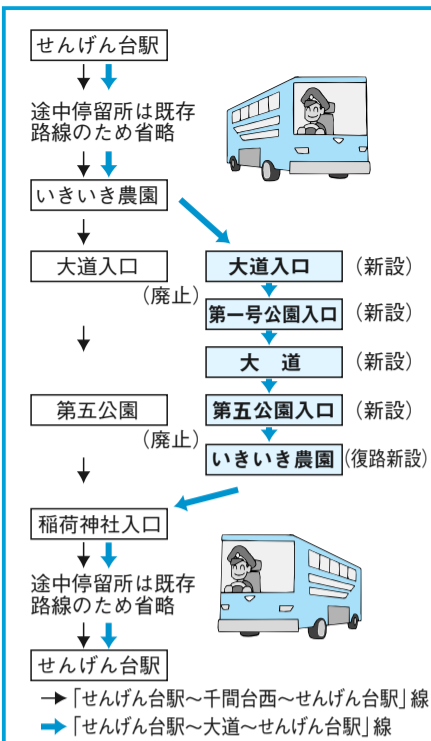 せんげん台駅
途中停留所は既存
路線のため省略
いきいき農園
大道入口
(廃止)
大道入口 (新設)
第一号公園入口 (新設)
大 道 (新設)
第五公園
(廃止)
第五公園入口 (新設)
いきいき農園 (復路新設)
稲荷神社入口
途中停留所は既存
路線のため省略
せんげん台駅
→「せんげん台駅〜千間台西〜せんげん台駅」線
→「せんげん台駅〜大道〜せんげん台駅」線